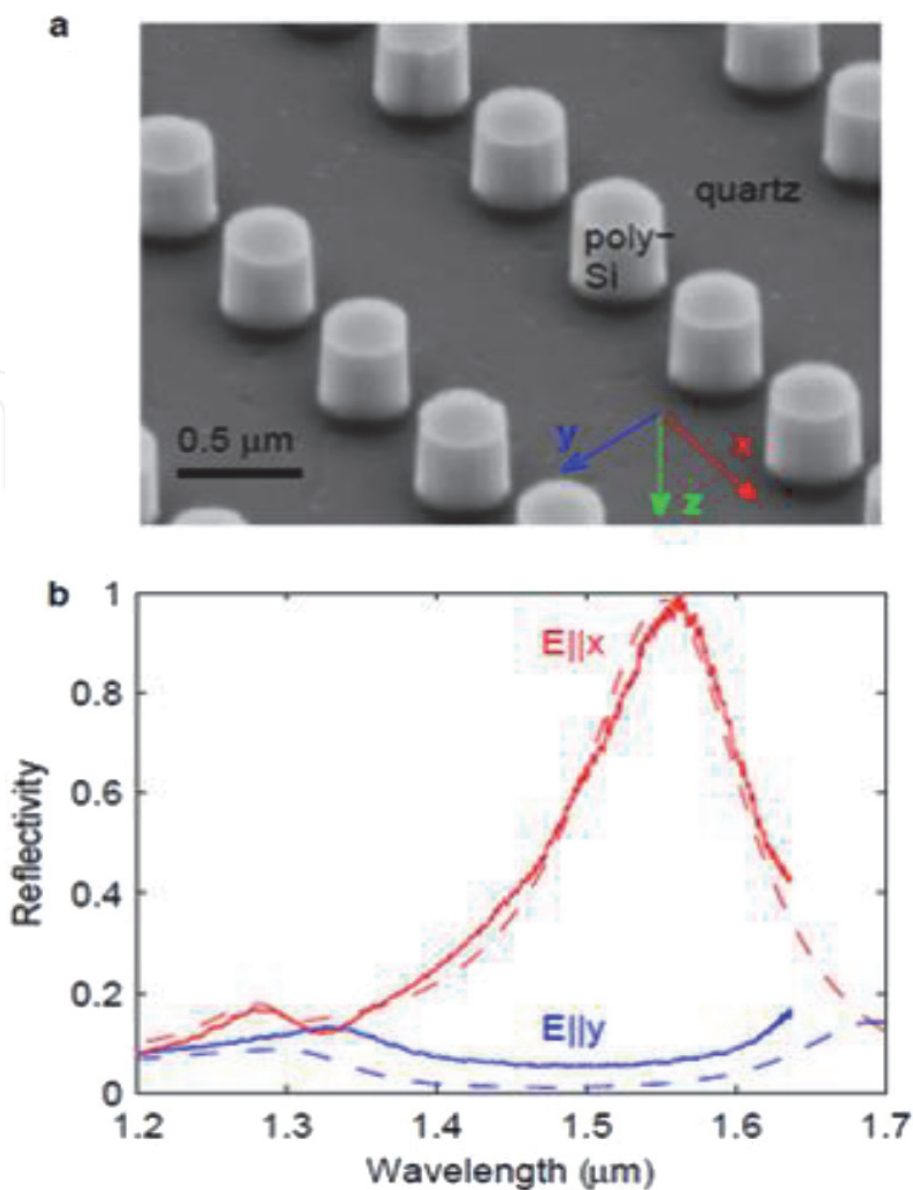 a
quartz
poly-
Si
0.5 μm
y
x
z
b
1
0.8
0.6
0.4
0.2
0
E||x
E||y
Reflectivity
1.2 1.3 1.4 1.5 1.6 1.7
Wavelength (μm)